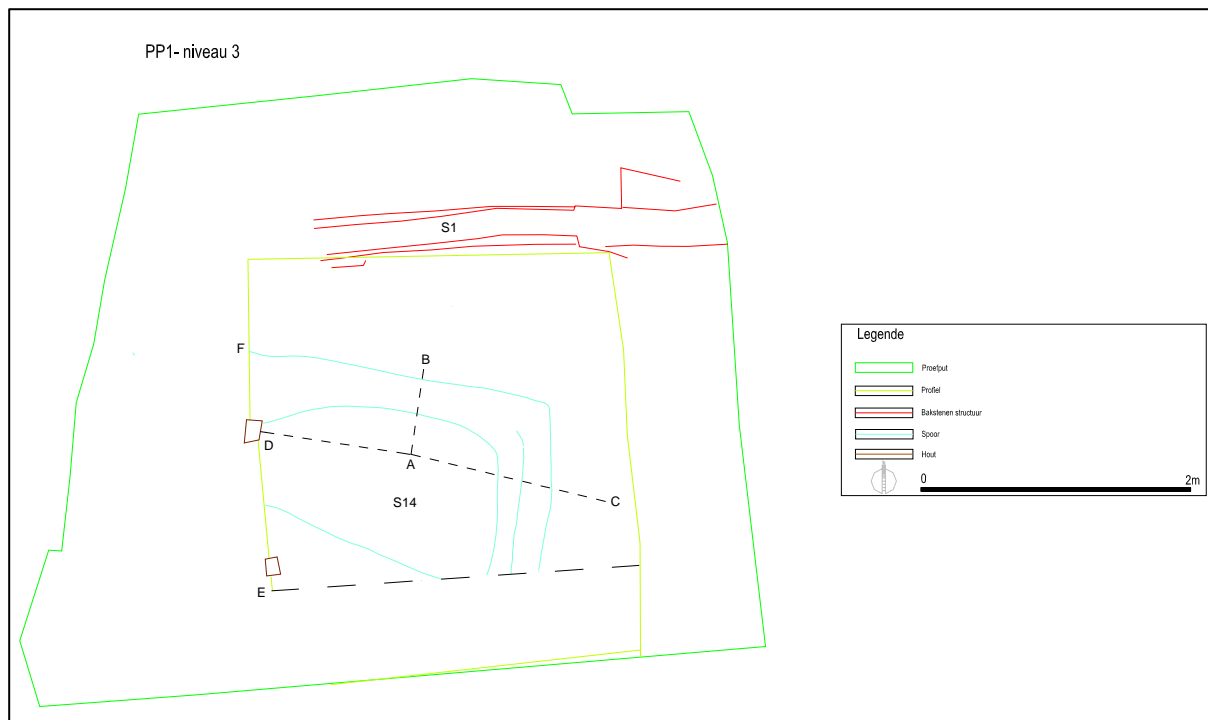 PP1- niveau 3
S1
F
B
D
A
S14
C
E
Legende
Proefput
Profiel
Bakstenen structuur
Spoor
Hout
0 2m